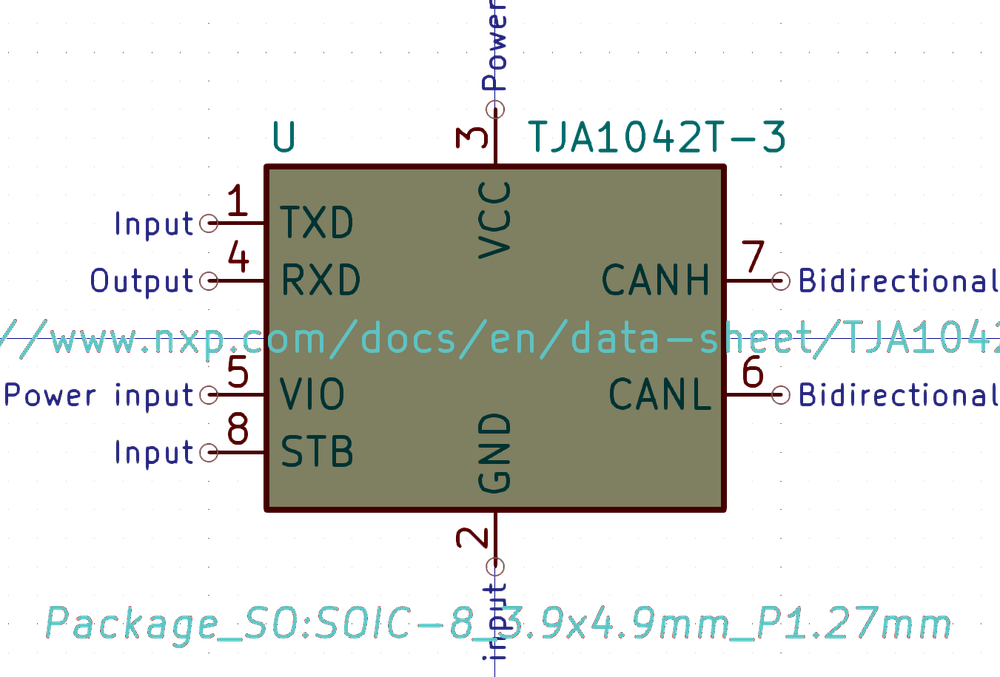 Power
U
3
TJA1042T-3
VCC
Input 1 TXD
Output 4 RXD
CANH 7 Bidirectional
//www.nxp.com/docs/en/data-sheet/TJA1042
Power input 5 VIO
CANL 6 Bidirectional
Input 8 STB
GND
2
input
Package_SO:SOIC-8_3.9x4.9mm_P1.27mm